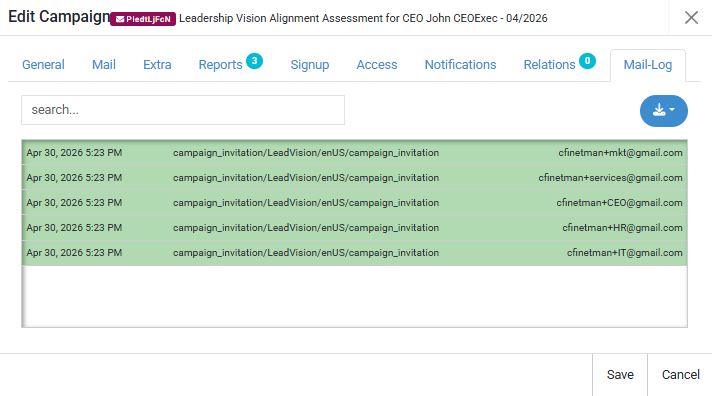 Edit Campaign PledtLjFcN Leadership Vision Alignment Assessment for CEO John CEOExec - 04/2026
General Mail Extra Reports 3 Signup Access Notifications Relations 0 Mail-Log
search...
Apr 30, 2026 5:23 PM campaign_invitation/LeadVision/enUS/campaign_invitation cfinetman+mkt@gmail.com
Apr 30, 2026 5:23 PM campaign_invitation/LeadVision/enUS/campaign_invitation cfinetman+services@gmail.com
Apr 30, 2026 5:23 PM campaign_invitation/LeadVision/enUS/campaign_invitation cfinetman+CEO@gmail.com
Apr 30, 2026 5:23 PM campaign_invitation/LeadVision/enUS/campaign_invitation cfinetman+HR@gmail.com
Apr 30, 2026 5:23 PM campaign_invitation/LeadVision/enUS/campaign_invitation cfinetman+IT@gmail.com
Save Cancel